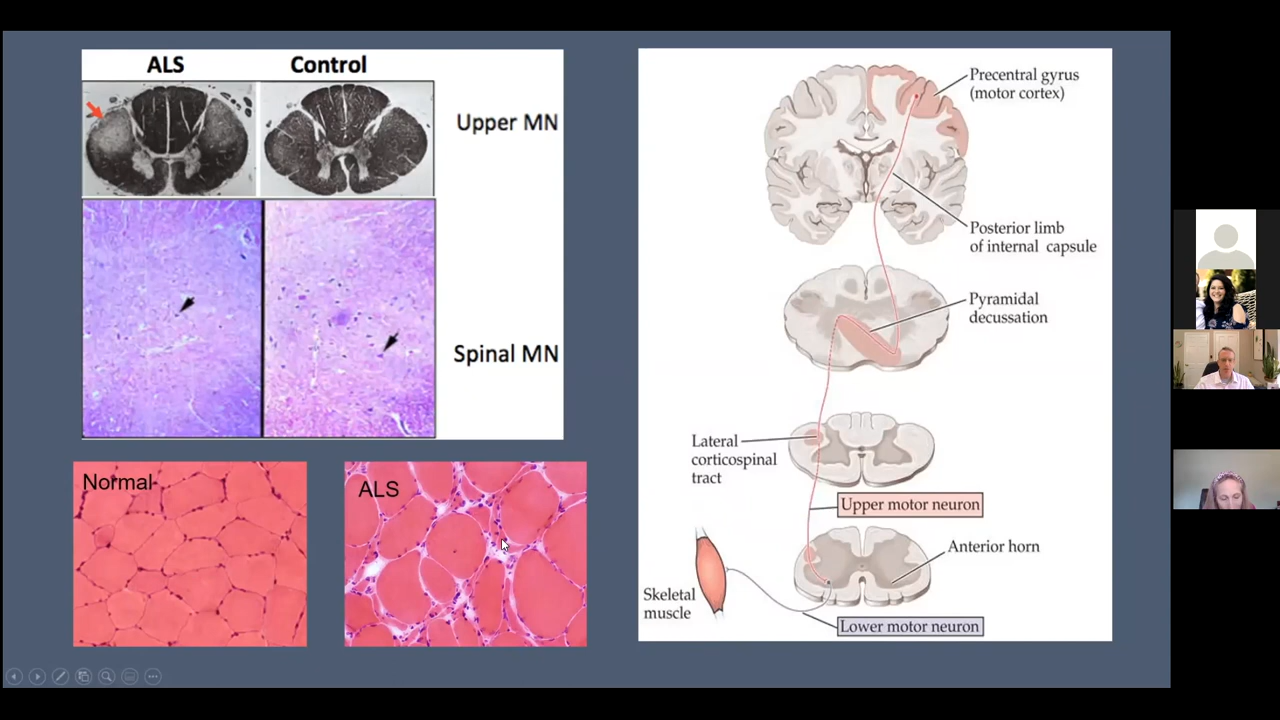 ALS
Control
Upper MN
Spinal MN
Normal
ALS
Precentral gyrus
(motor cortex)
Posterior limb
of internal capsule
Pyramidal
decussation
Lateral
corticospinal
tract
Upper motor neuron
Anterior horn
Skeletal
muscle
Lower motor neuron